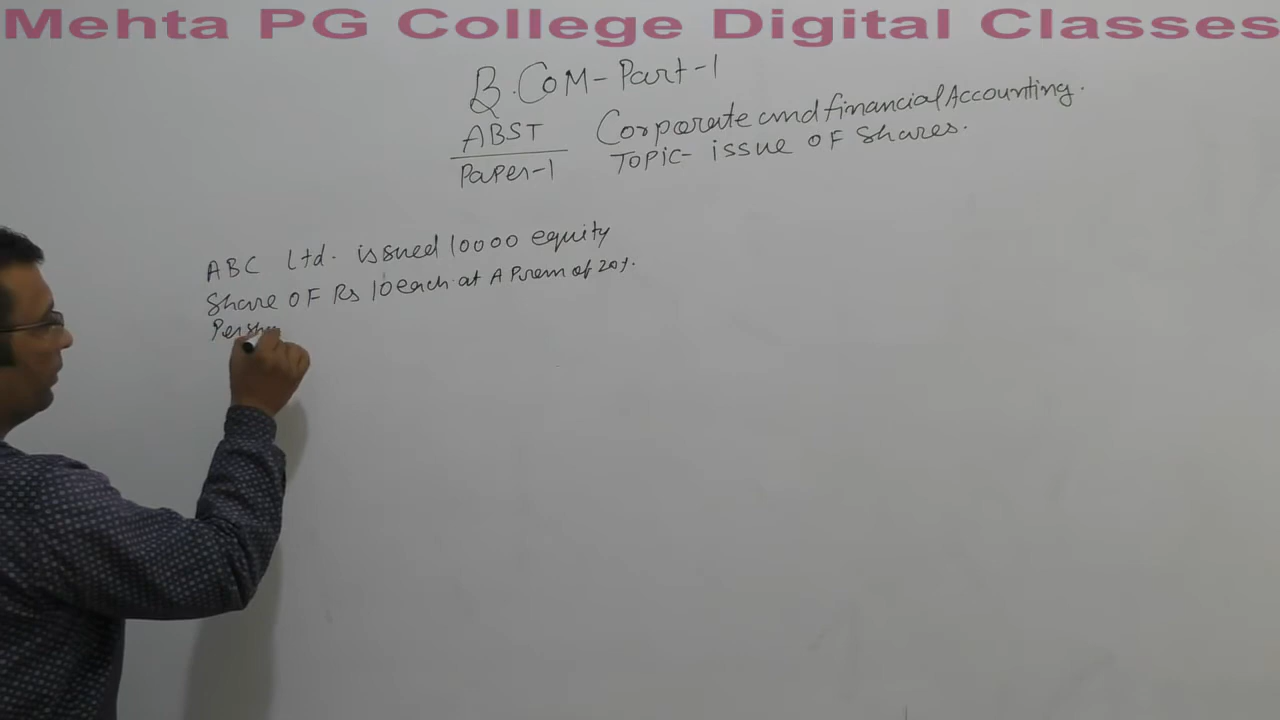 Mehta PG College Digital Classes
B.COM-Part-1
ABST Corporate and financial Accounting.
Paper-1 Topic- issue OF Shares.
ABC Ltd. issued 10000 equity
Share OF Rs 10 each at A Prem of 20%.
Per